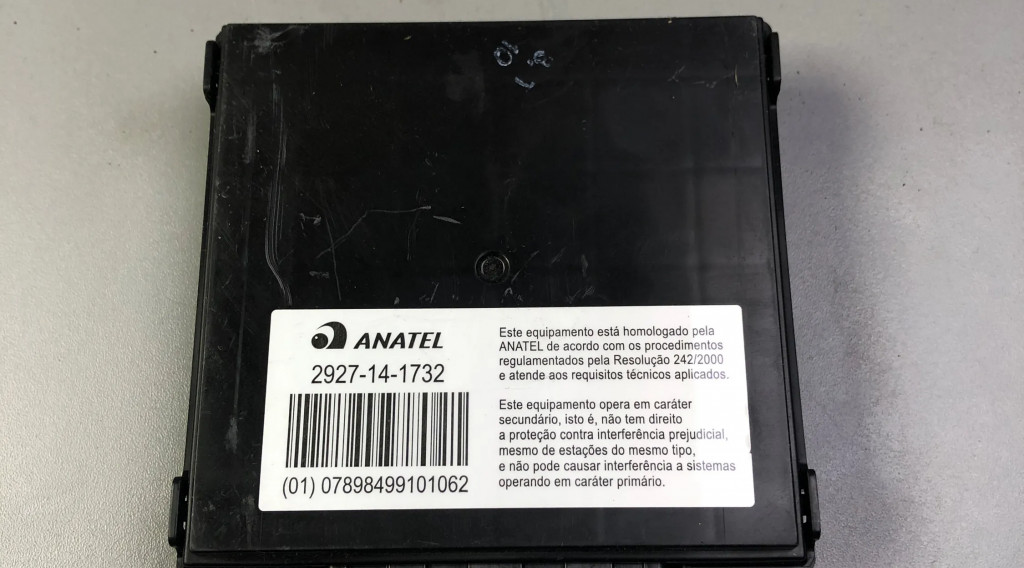 ANATEL
2927-14-1732
(01) 07898499101062
Este equipamento está homologado pela
ANATEL de acordo com os procedimentos
regulamentados pela Resolução 242/2000
e atende aos requisitos técnicos aplicados.
Este equipamento opera em caráter
secundário, isto é, não tem direito
a proteção contra interferência prejudicial,
mesmo de estações do mesmo tipo,
e não pode causar interferência a sistemas
operando em caráter primário.